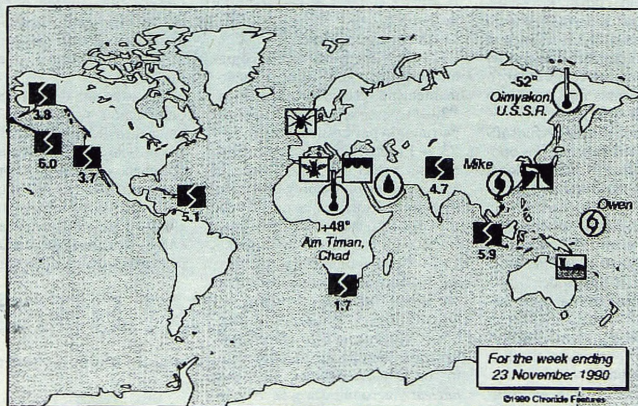 -52°
Oimyakon,
U.S.S.R.
3.8
6.0
3.7
5.1
4.7
Mike
Owen
+48°
Am Timan,
Chad
5.9
1.7
For the week ending
23 November 1990
©1990 Chronicle Features